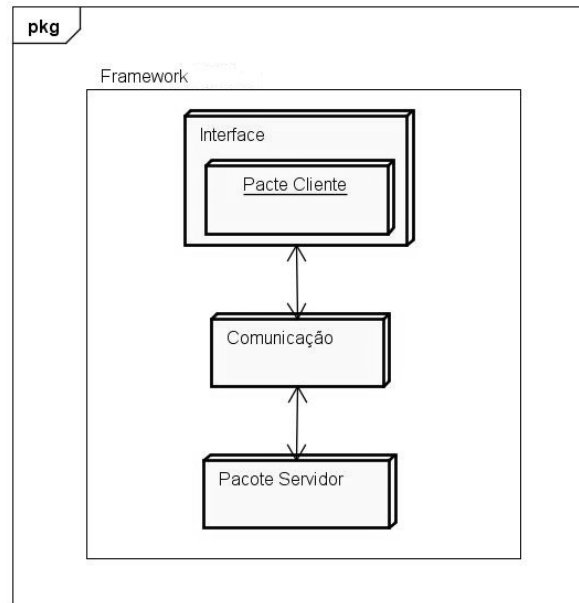 pkg
Framework
Interface
Pacte Cliente
Comunicação
Pacote Servidor